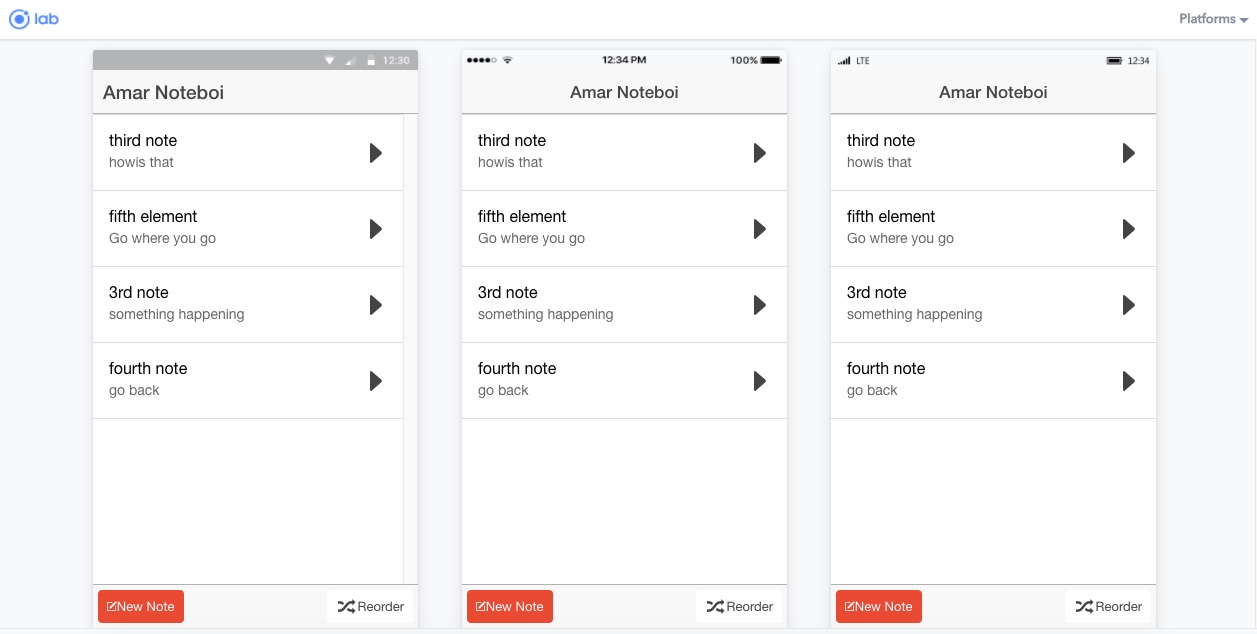 lab
Platforms
12:30
Amar Noteboi
third note
howis that
fifth element
Go where you go
3rd note
something happening
fourth note
go back
New Note
Reorder
12:34 PM
100%
Amar Noteboi
third note
howis that
fifth element
Go where you go
3rd note
something happening
fourth note
go back
New Note
Reorder
LTE
12:34
Amar Noteboi
third note
howis that
fifth element
Go where you go
3rd note
something happening
fourth note
go back
New Note
Reorder